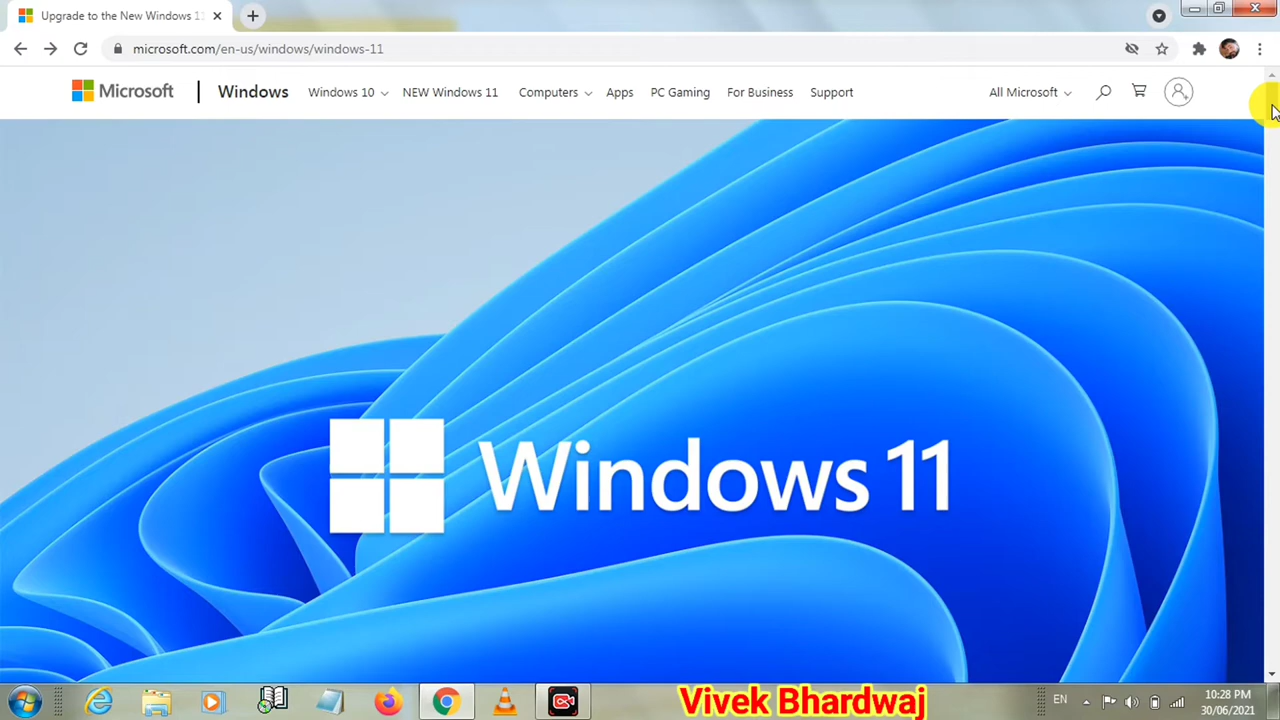 Upgrade to the New Windows 11
microsoft.com/en-us/windows/windows-11
Microsoft Windows Windows 10 NEW Windows 11 Computers Apps PC Gaming For Business Support All Microsoft
Windows 11
Vivek Bhardwaj
EN
10:28 PM
30/06/2021